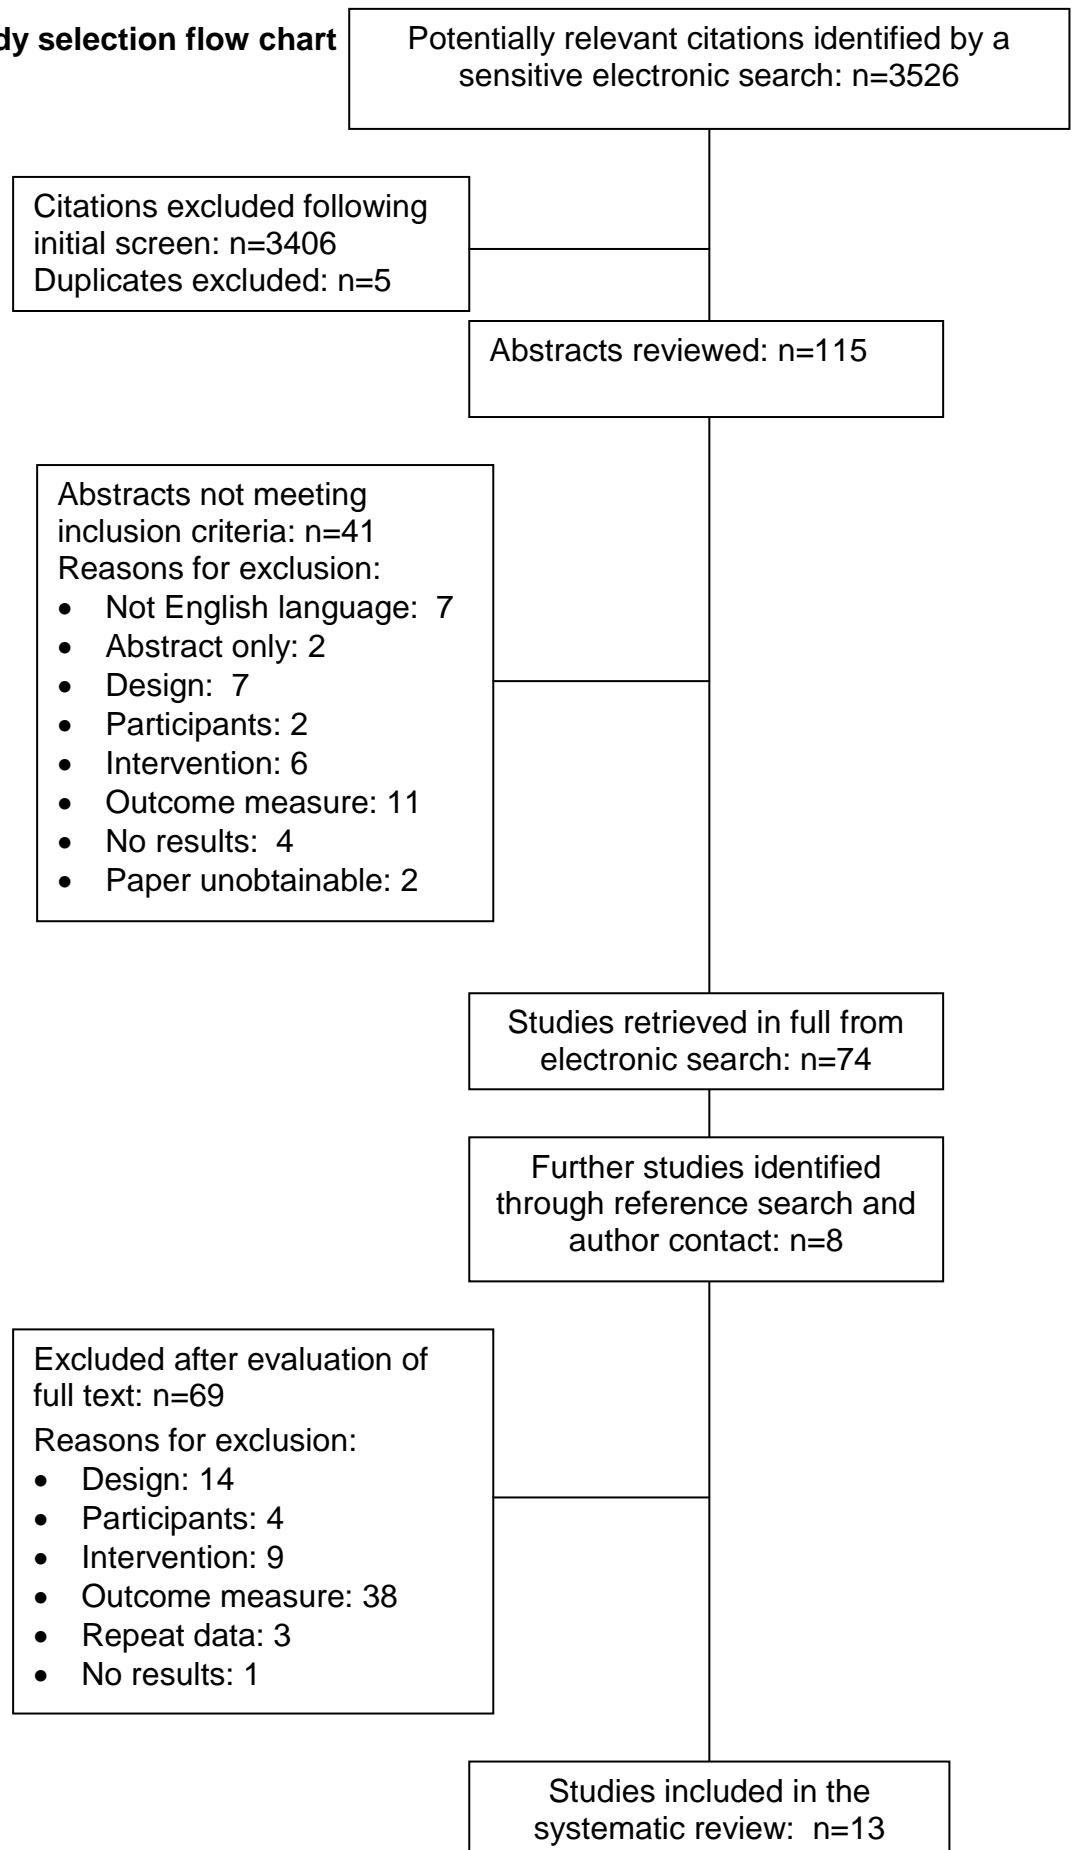 dy selection flow chart
Potentially relevant citations identified by a
sensitive electronic search: n=3526
Citations excluded following
initial screen: n=3406
Duplicates excluded: n=5
Abstracts reviewed: n=115
Abstracts not meeting
inclusion criteria: n=41
Reasons for exclusion:
• Not English language: 7
• Abstract only: 2
• Design: 7
• Participants: 2
• Intervention: 6
• Outcome measure: 11
• No results: 4
• Paper unobtainable: 2
Studies retrieved in full from
electronic search: n=74
Further studies identified
through reference search and
author contact: n=8
Excluded after evaluation of
full text: n=69
Reasons for exclusion:
• Design: 14
• Participants: 4
• Intervention: 9
• Outcome measure: 38
• Repeat data: 3
• No results: 1
Studies included in the
systematic review: n=13